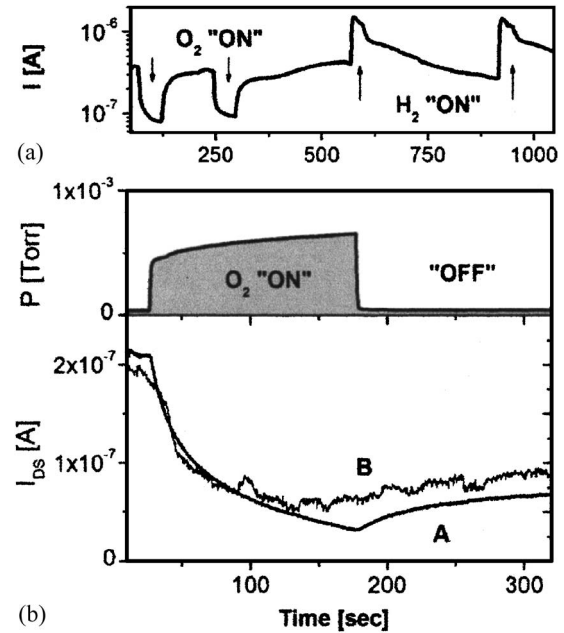 10⁻⁶
O₂ "ON"
I [A]
10⁻⁷
H₂ "ON"
(a)
250 500 750 1000
1x10⁻³
P [Torr]
O₂ "ON"
"OFF"
0
2x10⁻⁷
I_DS [A]
1x10⁻⁷
B
A
0
100 200 300
(b)
Time [sec]